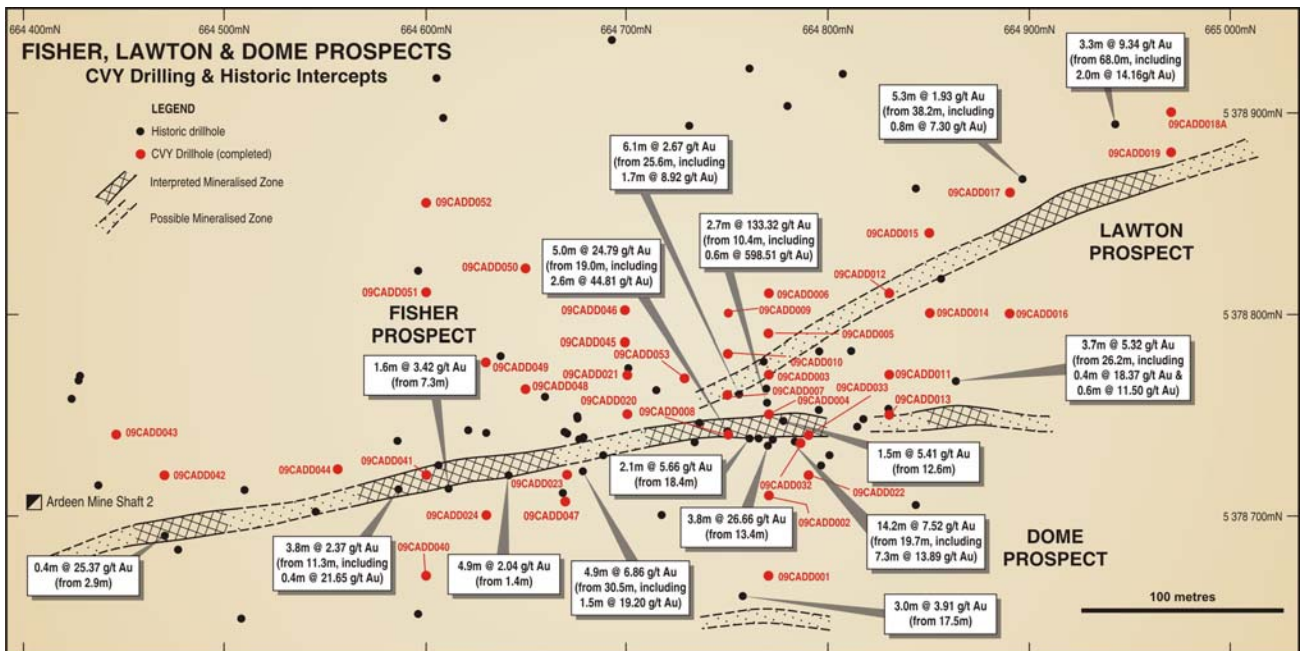 664 400mN
664 500mN
664 600mN
664 700mN
664 800mN
664 900mN
665 000mN
FISHER, LAWTON & DOME PROSPECTS
CVY Drilling & Historic Intercepts
LEGEND
Historic drillhole
CVY Drillhole (completed)
Interpreted Mineralised Zone
Possible Mineralised Zone
3.3m @ 9.34 g/t Au
(from 68.0m, including
2.0m @ 14.16g/t Au)
5.3m @ 1.93 g/t Au
(from 38.2m, including
0.8m @ 7.30 g/t Au)
5 378 900mN
09CADD018A
09CADD019
6.1m @ 2.67 g/t Au
(from 25.6m, including
1.7m @ 8.92 g/t Au)
09CADD017
09CADD052
2.7m @ 133.32 g/t Au
(from 10.4m, including
0.6m @ 598.51 g/t Au)
09CADD015
LAWTON
PROSPECT
5.0m @ 24.79 g/t Au
(from 19.0m, including
2.6m @ 44.81 g/t Au)
09CADD050
09CADD012
09CADD051
09CADD006
FISHER
PROSPECT
09CADD046
09CADD009
09CADD014
09CADD016
5 378 800mN
09CADD005
09CADD045
09CADD053
09CADD010
3.7m @ 5.32 g/t Au
(from 26.2m, including
0.4m @ 18.37 g/t Au &
0.6m @ 11.50 g/t Au)
1.6m @ 3.42 g/t Au
(from 7.3m)
09CADD049
09CADD021
09CADD003
09CADD033
09CADD011
09CADD048
09CADD007
09CADD020
09CADD004
09CADD013
09CADD008
09CADD043
1.5m @ 5.41 g/t Au
(from 12.6m)
09CADD044
09CADD041
2.1m @ 5.66 g/t Au
(from 18.4m)
09CADD042
09CADD023
09CADD032
09CADD022
Ardeen Mine Shaft 2
09CADD024
09CADD047
3.8m @ 26.66 g/t Au
(from 13.4m)
09CADD002
5 378 700mN
14.2m @ 7.52 g/t Au
(from 19.7m, including
7.3m @ 13.89 g/t Au)
DOME
PROSPECT
09CADD040
0.4m @ 25.37 g/t Au
(from 2.9m)
3.8m @ 2.37 g/t Au
(from 11.3m, including
0.4m @ 21.65 g/t Au)
4.9m @ 2.04 g/t Au
(from 1.4m)
4.9m @ 6.86 g/t Au
(from 30.5m, including
1.5m @ 19.20 g/t Au)
09CADD001
3.0m @ 3.91 g/t Au
(from 17.5m)
100 metres